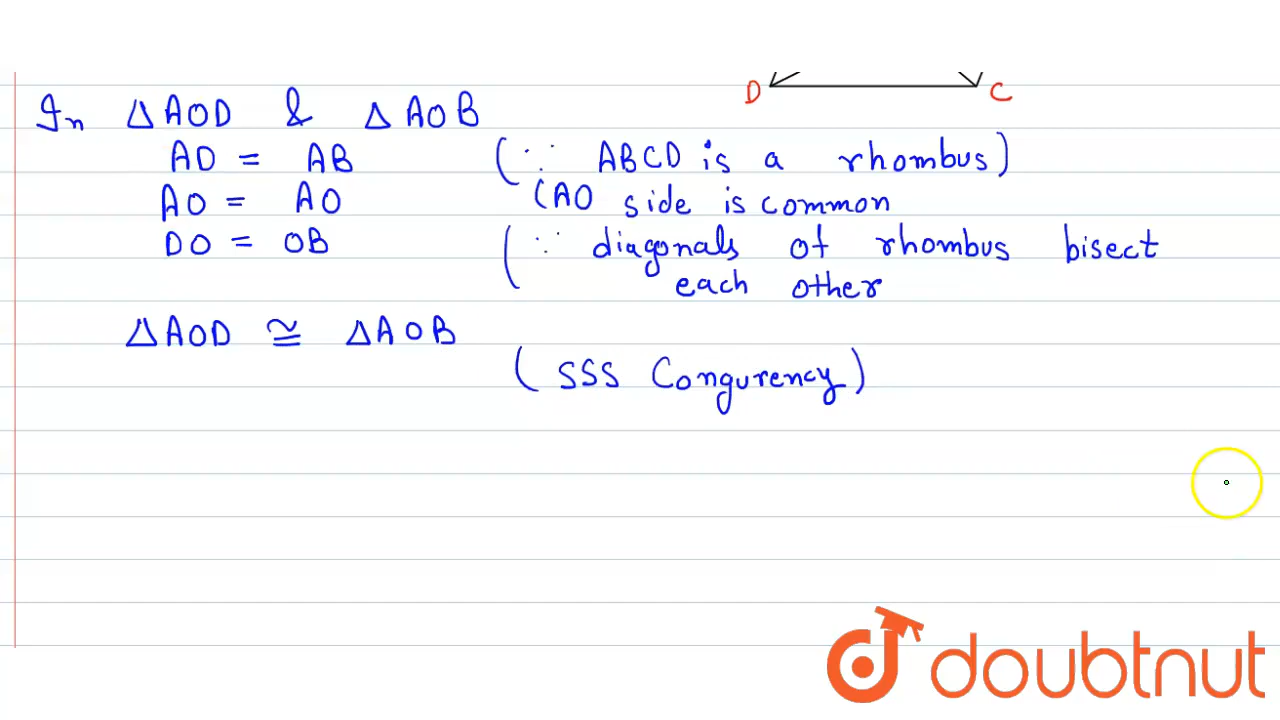 D C
In △AOD & △AOB
AD = AB (∵ ABCD is a rhombus)
AO = AO (AO side is common
DO = OB (∵ diagonals of rhombus bisect
each other
△AOD ≅ △AOB
(SSS Congurency)
doubtnut